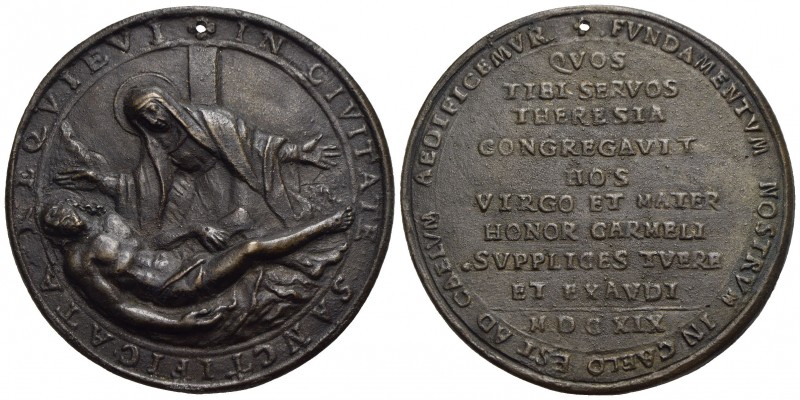 IN CIVITATE SANCTIFICATA REQVIEVI
FVNDAMENTVM NOSTRVM IN CAELO EST AD CAELVM AEDIFICEMVR
QVOS
TIBI SERVOS
THERESIA
CONGREGAVIT
HOS
VIRGO ET MATER
HONOR CARMELI
SVPPLICES TVERE
ET EXAVDI
MDCXIX